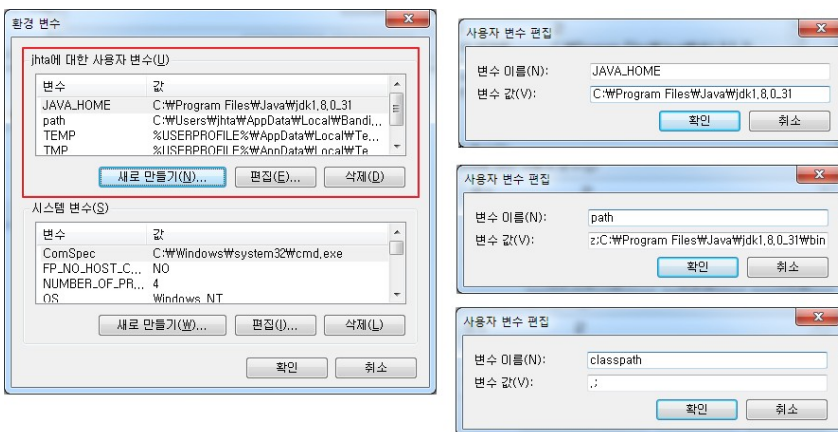 환경 변수
jhta에 대한 사용자 변수(U)
변수 값
JAVA_HOME C:₩Program Files₩Java₩jdk1.8.0_31
path C:₩Users₩jhta₩AppData₩Local₩Bandi...
TEMP %USERPROFILE%₩AppData₩Local₩Te...
TMP %USERPROFILE%₩AppData₩Local₩Te
새로 만들기(N)... 편집(E)... 삭제(D)
시스템 변수(S)
변수 값
ComSpec C:₩Windows₩system32₩cmd.exe
FP_NO_HOST_C... NO
NUMBER_OF_PR... 4
OS Windows_NT
새로 만들기(W)... 편집(I)... 삭제(L)
확인 취소
사용자 변수 편집
변수 이름(N): JAVA_HOME
변수 값(V): C:₩Program Files₩Java₩jdk1.8.0_31
확인 취소
사용자 변수 편집
변수 이름(N): path
변수 값(V): z;C:₩Program Files₩Java₩jdk1.8.0_31₩bin
확인 취소
사용자 변수 편집
변수 이름(N): classpath
변수 값(V): .;
확인 취소